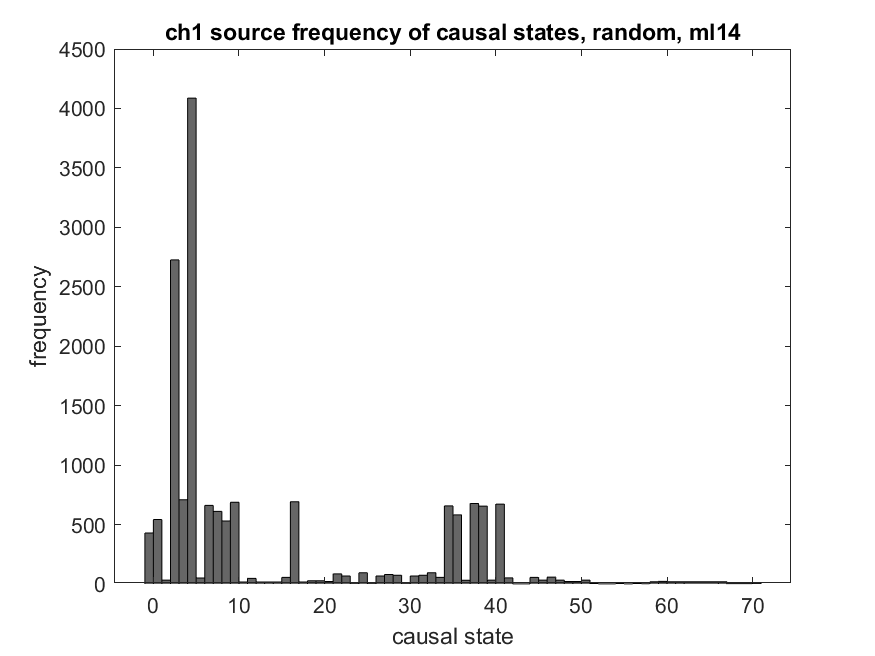 ch1 source frequency of causal states, random, ml14
4500
4000
3500
3000
2500
2000
1500
1000
500
0
frequency
0 10 20 30 40 50 60 70
causal state